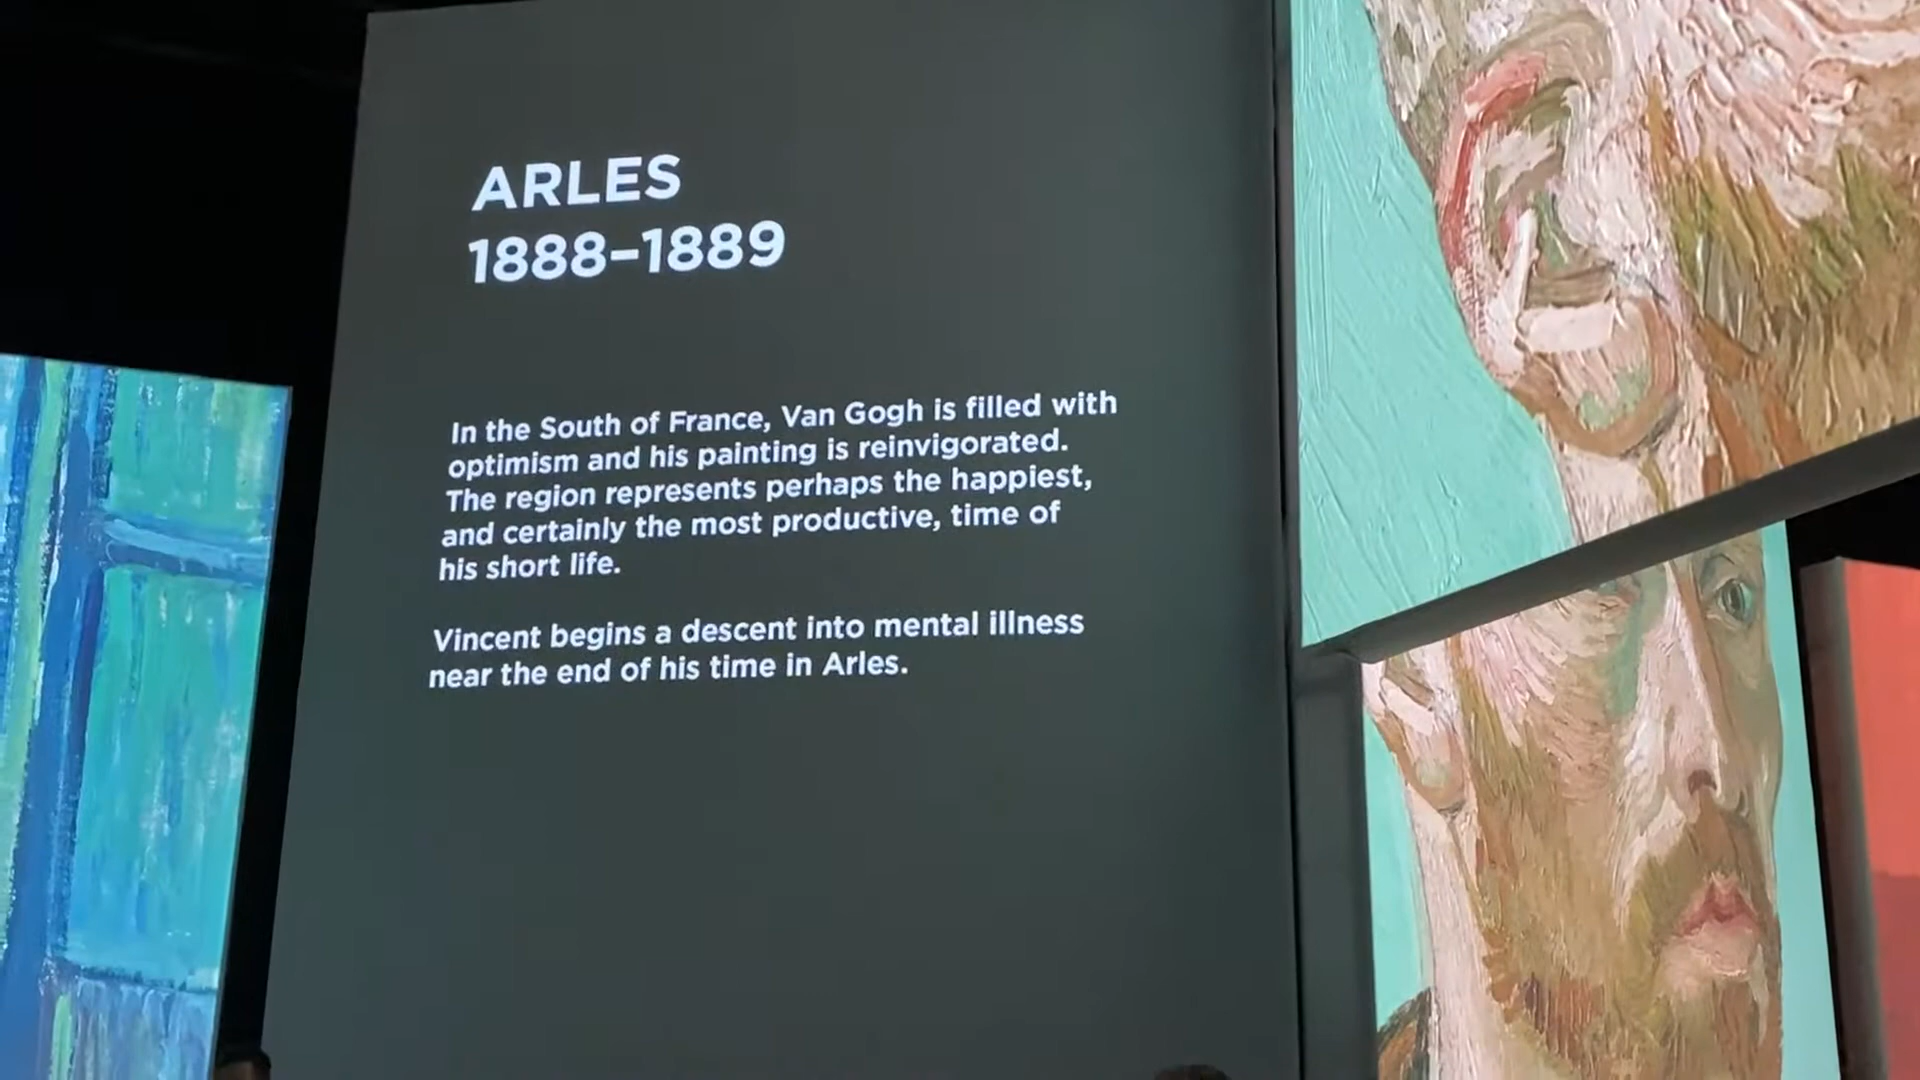 ARLES
1888–1889
In the South of France, Van Gogh is filled with
optimism and his painting is reinvigorated.
The region represents perhaps the happiest,
and certainly the most productive, time of
his short life.
Vincent begins a descent into mental illness
near the end of his time in Arles.